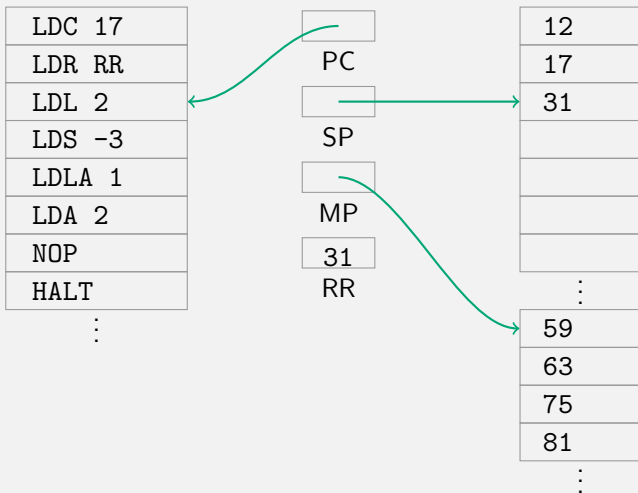 LDC 17
LDR RR
LDL 2
LDS -3
LDLA 1
LDA 2
NOP
HALT
⋮
PC
SP
MP
31
RR
12
17
31
⋮
59
63
75
81
⋮